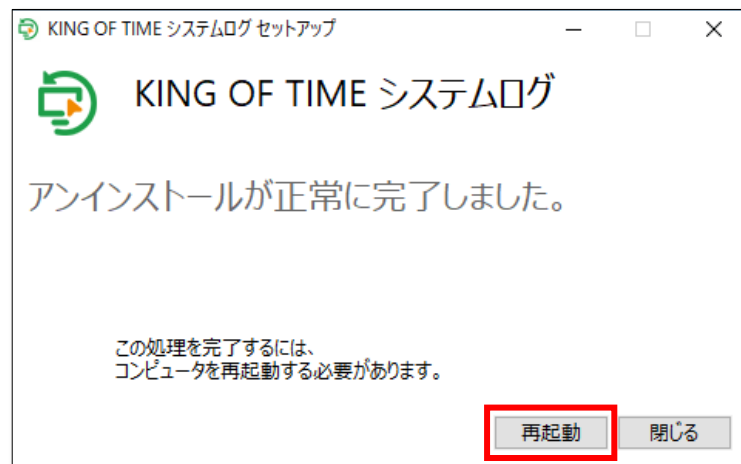 KING OF TIME システムログ セットアップ
KING OF TIME システムログ
アンインストールが正常に完了しました。
この処理を完了するには、
コンピュータを再起動する必要があります。
再起動 閉じる